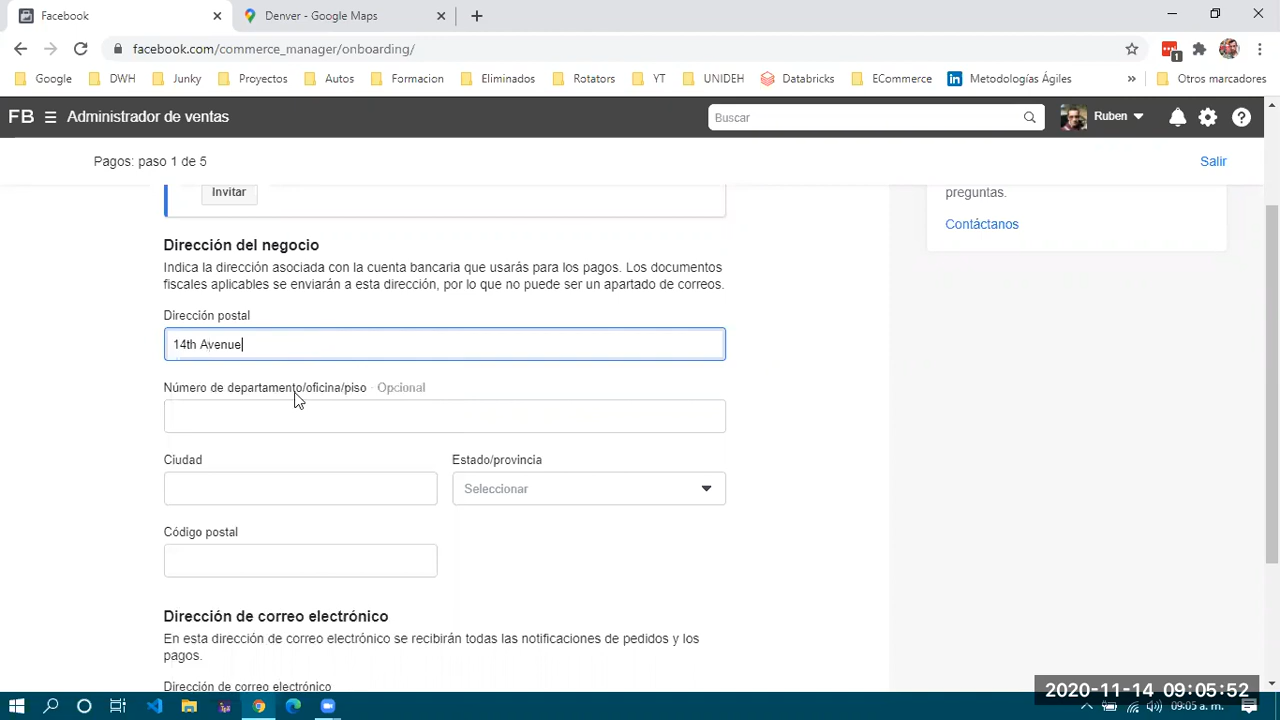 Facebook
Denver - Google Maps
facebook.com/commerce_manager/onboarding/
1
Google
DWH
Junky
Proyectos
Autos
Formacion
Eliminados
Rotators
YT
UNIDEH
Databricks
ECommerce
Metodologías Ágiles
»
Otros marcadores
FB
Administrador de ventas
Buscar
Ruben
Pagos: paso 1 de 5
Salir
Invitar
preguntas.
Contáctanos
Dirección del negocio
Indica la dirección asociada con la cuenta bancaria que usarás para los pagos. Los documentos
fiscales aplicables se enviarán a esta dirección, por lo que no puede ser un apartado de correos.
Dirección postal
14th Avenue
Número de departamento/oficina/piso · Opcional
Ciudad
Estado/provincia
Seleccionar
Código postal
Dirección de correo electrónico
En esta dirección de correo electrónico se recibirán todas las notificaciones de pedidos y los
pagos.
Dirección de correo electrónico
2020-11-14 09:05:52
09:05 a. m.